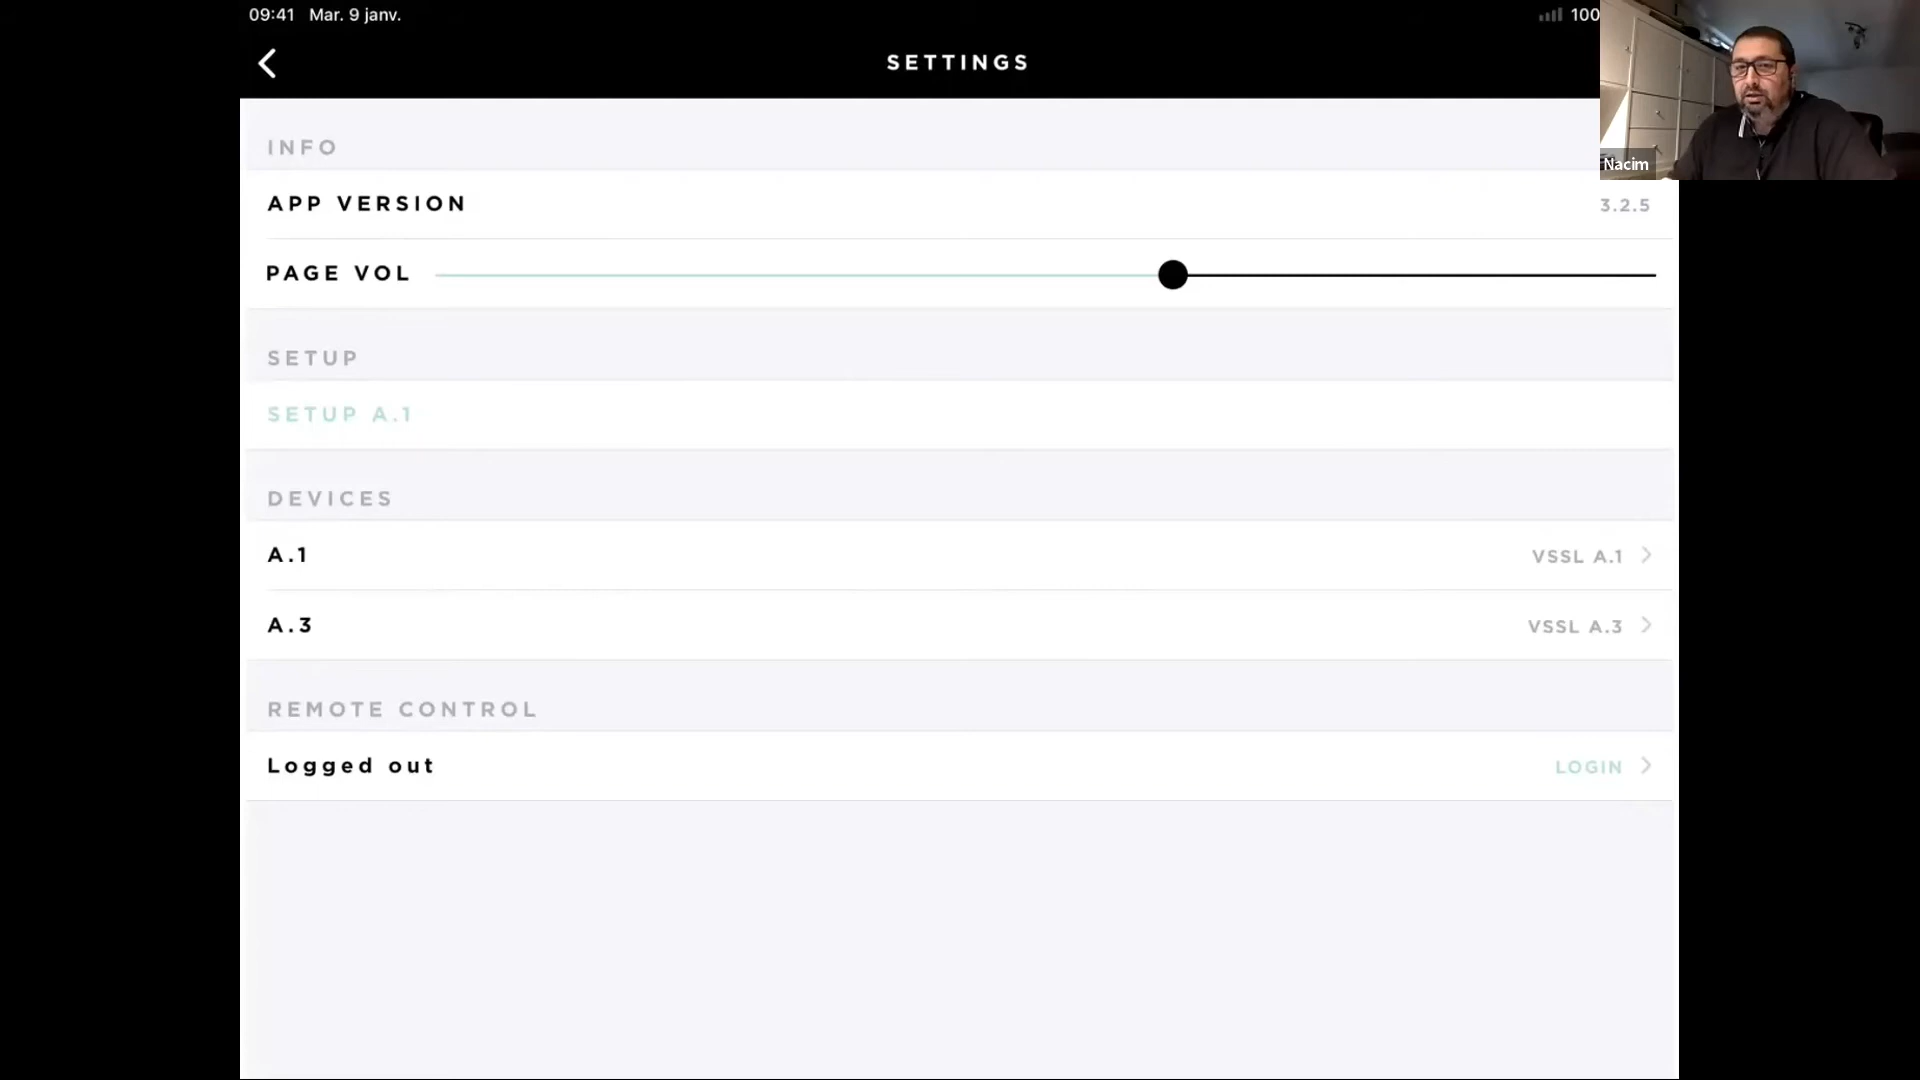 09:41 Mar. 9 janv.
100
SETTINGS
Nacim
INFO
APP VERSION 3.2.5
PAGE VOL
SETUP
SETUP A.1
DEVICES
A.1 VSSL A.1
A.3 VSSL A.3
REMOTE CONTROL
Logged out LOGIN